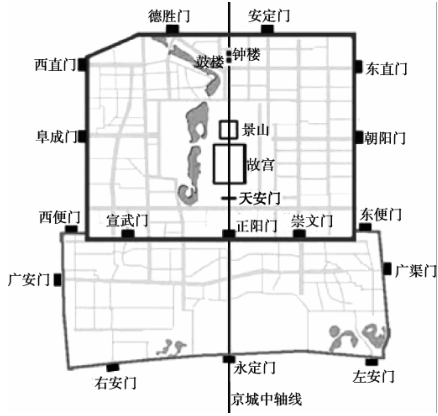 德胜门 安定门
鼓楼 钟楼
西直门 东直门
阜成门 景山 朝阳门
故宫
天安门
西便门 宣武门 正阳门 崇文门 东便门
广安门 广渠门
右安门 永定门 左安门
京城中轴线